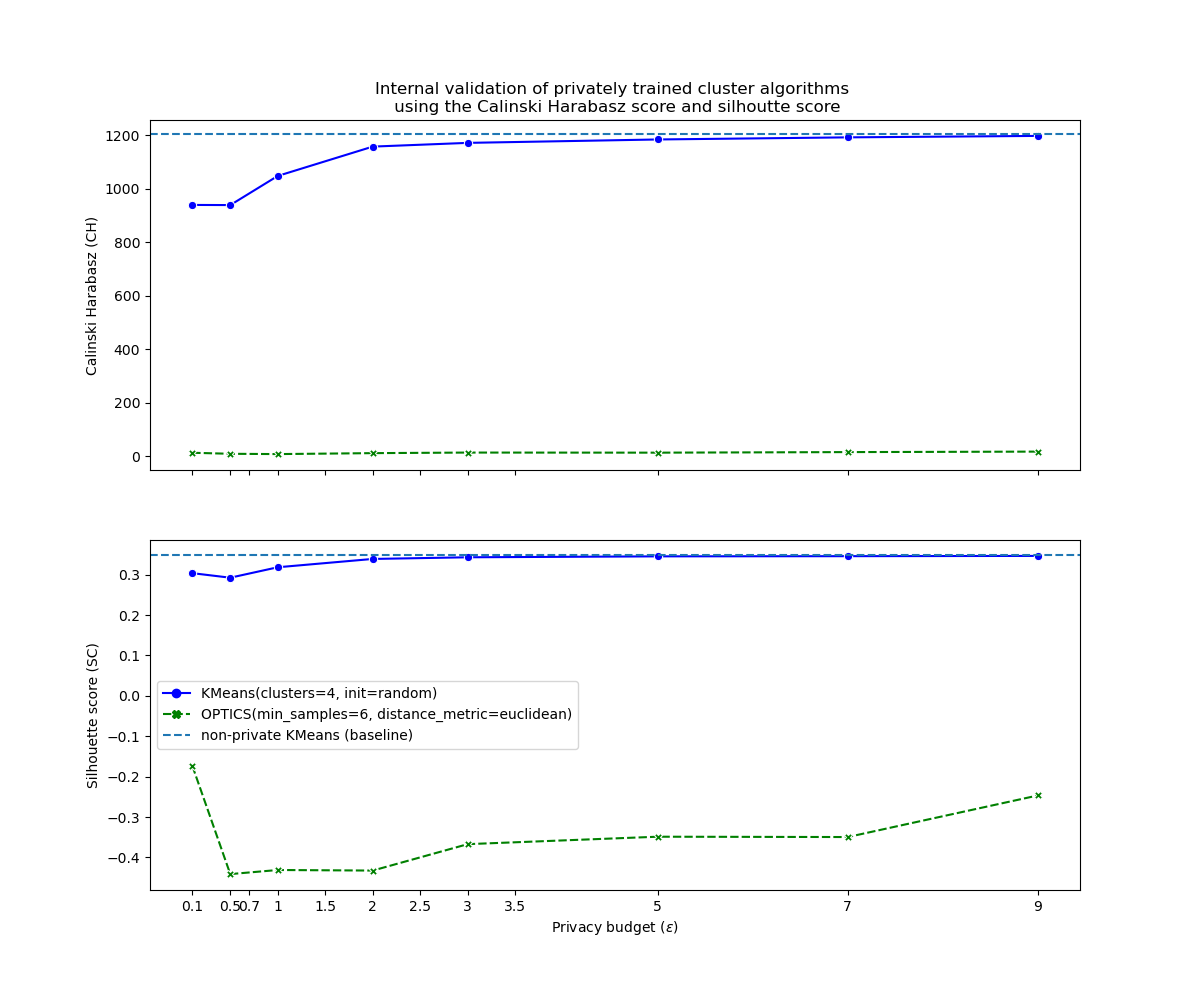 Internal validation of privately trained cluster algorithms
using the Calinski Harabasz score and silhoutte score
1200
1000
800
600
400
200
0
Calinski Harabasz (CH)
0.3
0.2
0.1
0.0
−0.1
−0.2
−0.3
−0.4
Silhouette score (SC)
KMeans(clusters=4, init=random)
OPTICS(min_samples=6, distance_metric=euclidean)
non-private KMeans (baseline)
0.1 0.5 0.7 1 1.5 2 2.5 3 3.5 5 7 9
Privacy budget (ε)